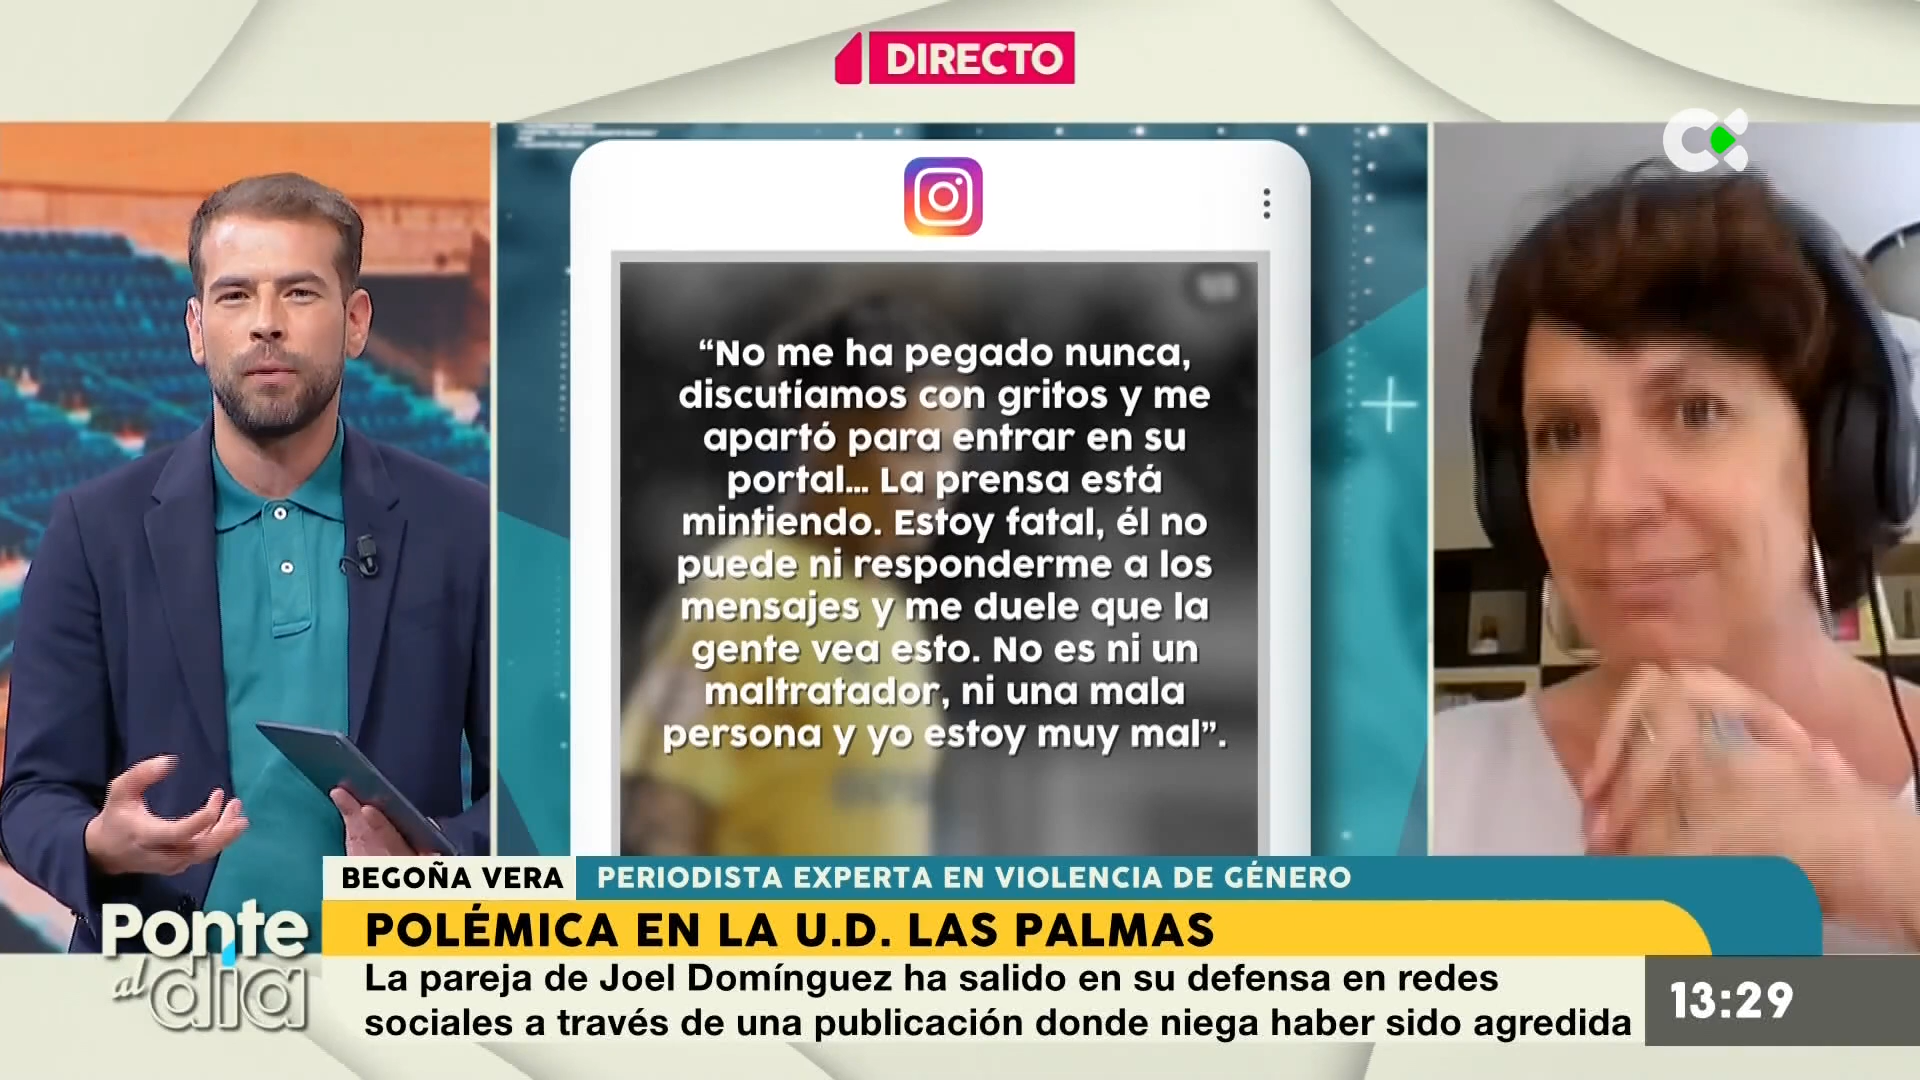 DIRECTO
“No me ha pegado nunca,
discutíamos con gritos y me
apartó para entrar en su
portal... La prensa está
mintiendo. Estoy fatal, él no
puede ni responderme a los
mensajes y me duele que la
gente vea esto. No es ni un
maltratador, ni una mala
persona y yo estoy muy mal”.
BEGOÑA VERA PERIODISTA EXPERTA EN VIOLENCIA DE GÉNERO
Ponte
al día
POLÉMICA EN LA U.D. LAS PALMAS
La pareja de Joel Domínguez ha salido en su defensa en redes
sociales a través de una publicación donde niega haber sido agredida
13:29